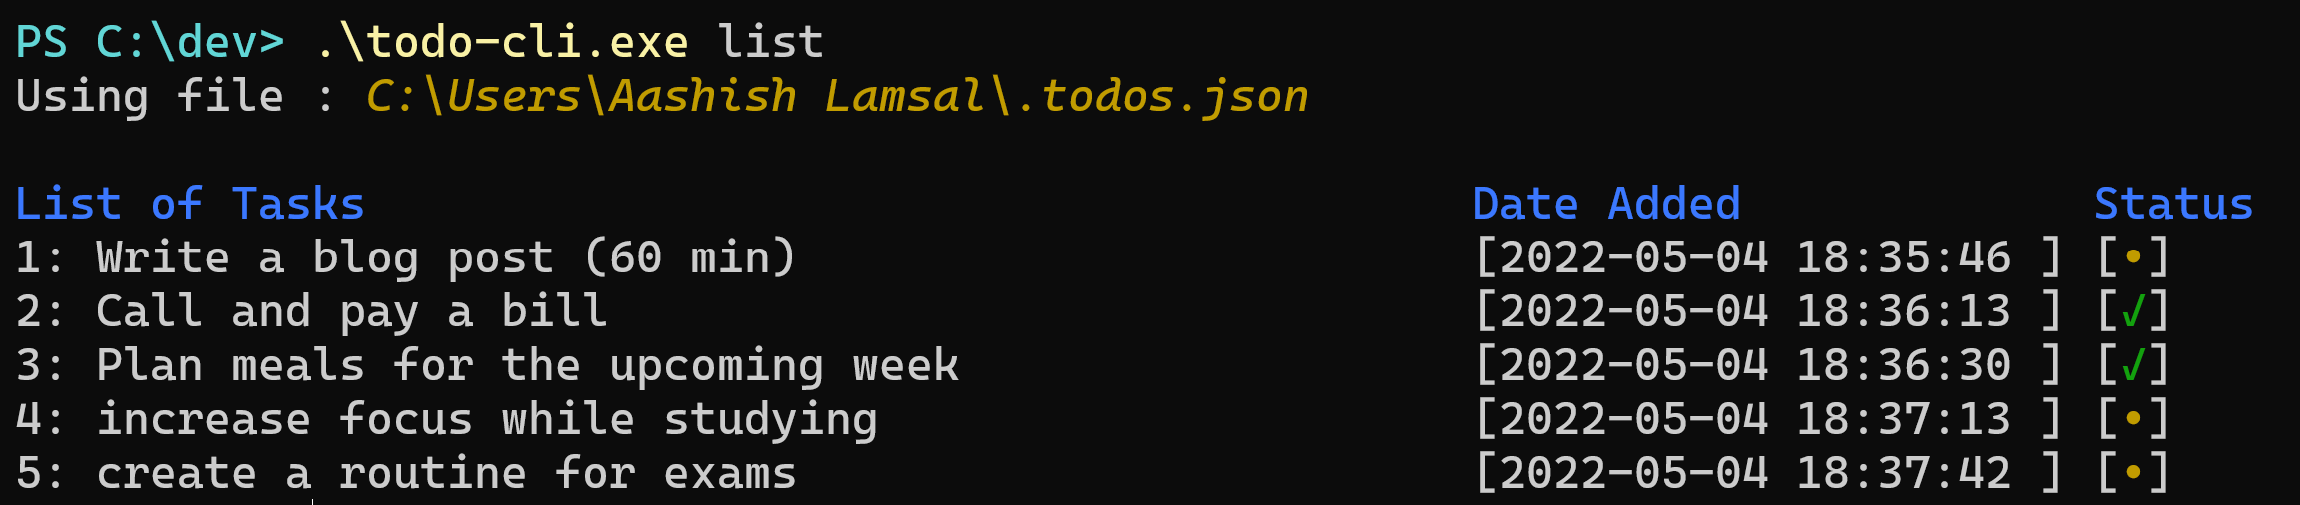 PS C:\dev> .\todo-cli.exe list
Using file : C:\Users\Aashish Lamsal\.todos.json
List of Tasks Date Added Status
1: Write a blog post (60 min) [2022-05-04 18:35:46 ] [•]
2: Call and pay a bill [2022-05-04 18:36:13 ] [√]
3: Plan meals for the upcoming week [2022-05-04 18:36:30 ] [√]
4: increase focus while studying [2022-05-04 18:37:13 ] [•]
5: create a routine for exams [2022-05-04 18:37:42 ] [•]